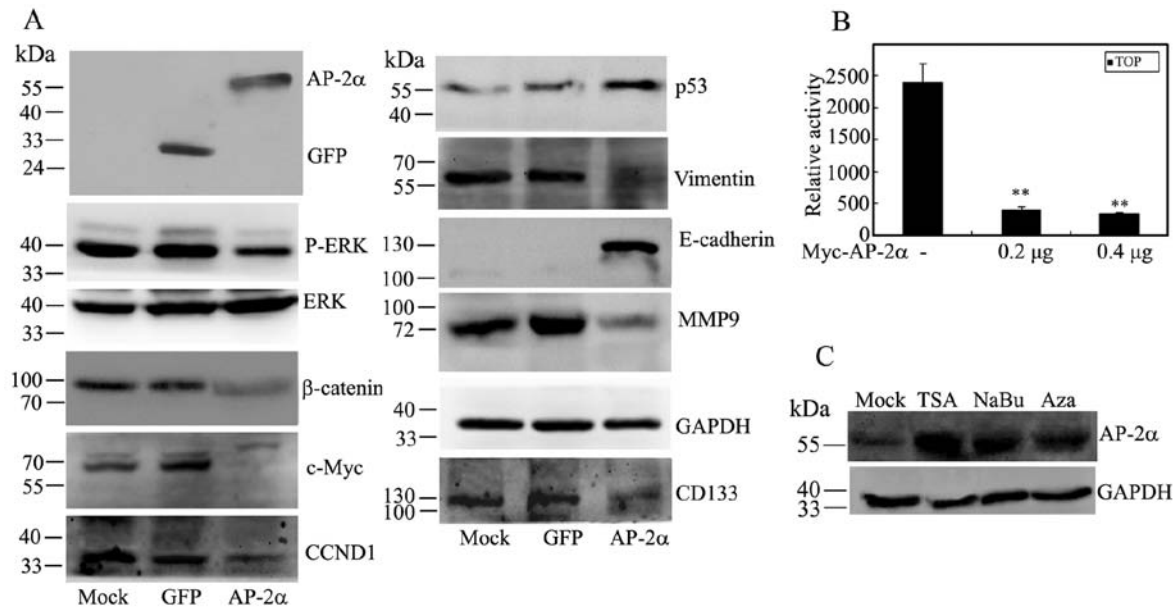 A
kDa
55
40
33
24
AP-2α
GFP
40
33
P-ERK
40
33
ERK
100
70
β-catenin
70
55
c-Myc
40
33
CCND1
Mock GFP AP-2α
kDa
55
40
p53
70
55
Vimentin
130
100
E-cadherin
100
72
MMP9
40
33
GAPDH
130
100
CD133
Mock GFP AP-2α
B
TOP
Relative activity
2500
2000
1500
1000
500
0
** **
Myc-AP-2α - 0.2 μg 0.4 μg
C
kDa
Mock TSA NaBu Aza
55
AP-2α
40
33
GAPDH